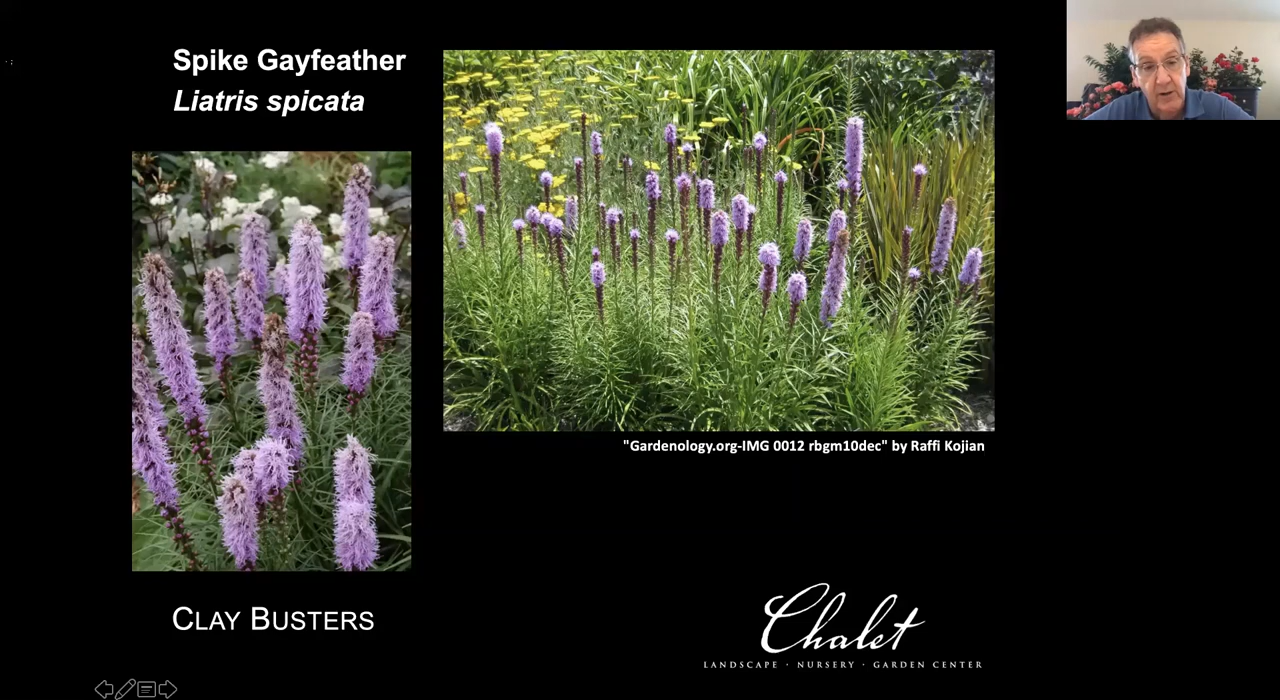 Spike Gayfeather
Liatris spicata
"Gardenology.org-IMG 0012 rbgm10dec" by Raffi Kojian
CLAY BUSTERS
Chalet
LANDSCAPE · NURSERY · GARDEN CENTER